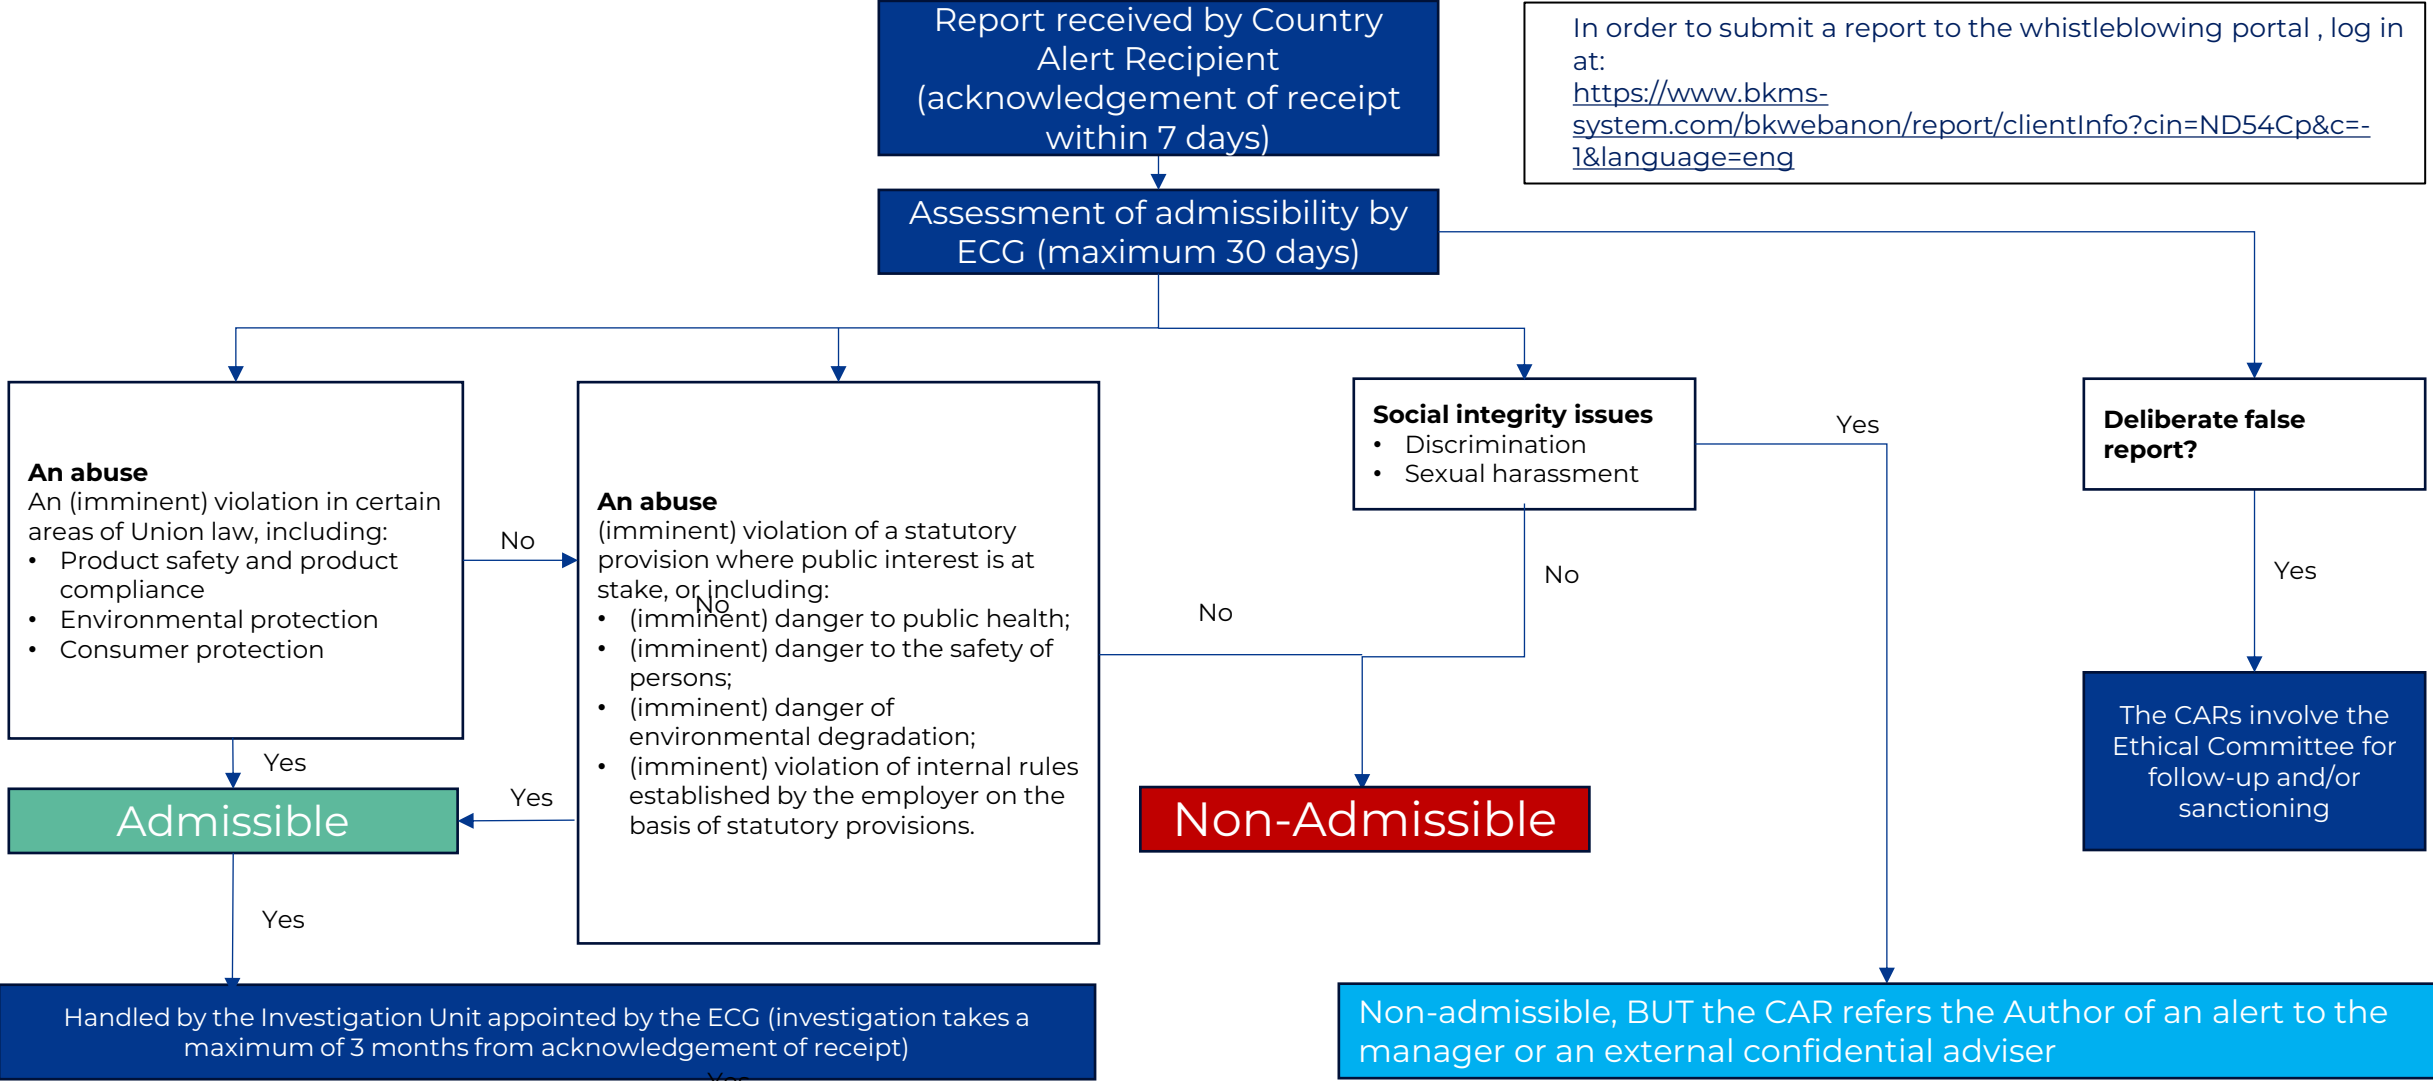 Report received by Country
Alert Recipient
(acknowledgement of receipt
within 7 days)
In order to submit a report to the whistleblowing portal , log in
at:
https://www.bkms-
system.com/bkwebanon/report/clientInfo?cin=ND54Cp&c=-
1&language=eng
Assessment of admissibility by
ECG (maximum 30 days)
An abuse
An (imminent) violation in certain
areas of Union law, including:
• Product safety and product
compliance
• Environmental protection
• Consumer protection
No
An abuse
(imminent) violation of a statutory
provision where public interest is at
stake, or including:
No
• (imminent) danger to public health;
• (imminent) danger to the safety of
persons;
• (imminent) danger of
environmental degradation;
• (imminent) violation of internal rules
established by the employer on the
basis of statutory provisions.
No
Social integrity issues
• Discrimination
• Sexual harassment
Yes
No
Deliberate false
report?
Yes
The CARs involve the
Ethical Committee for
follow-up and/or
sanctioning
Yes
Admissible
Yes
Non-Admissible
Yes
Handled by the Investigation Unit appointed by the ECG (investigation takes a
maximum of 3 months from acknowledgement of receipt)
Yes
Non-admissible, BUT the CAR refers the Author of an alert to the
manager or an external confidential adviser